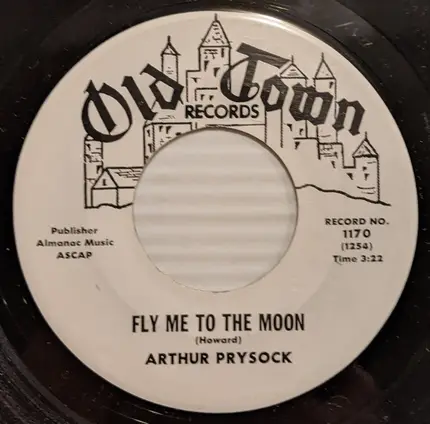 Old Town
RECORDS
Publisher
Almanac Music
ASCAP
RECORD NO.
1170
(1254)
Time 3:22
FLY ME TO THE MOON
(Howard)
ARTHUR PRYSOCK